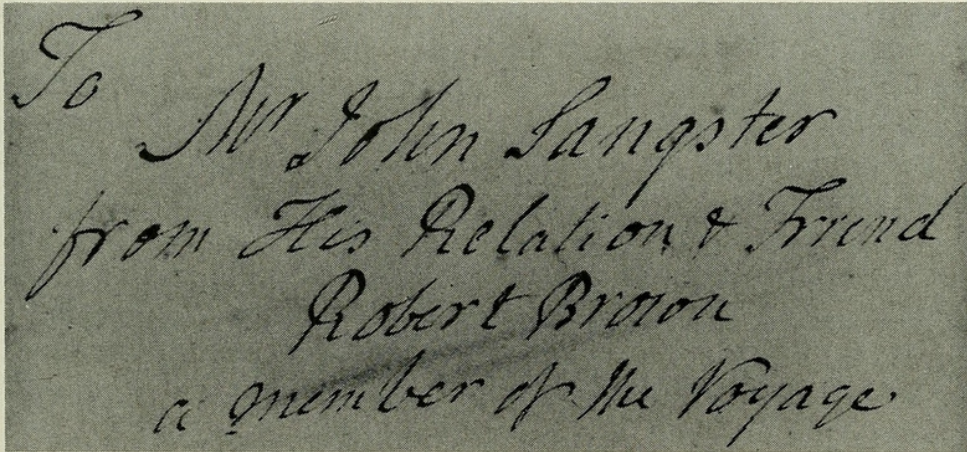 To
Mr John Sangster
from His Relation & Friend
Robert Brown
a member of the Voyage